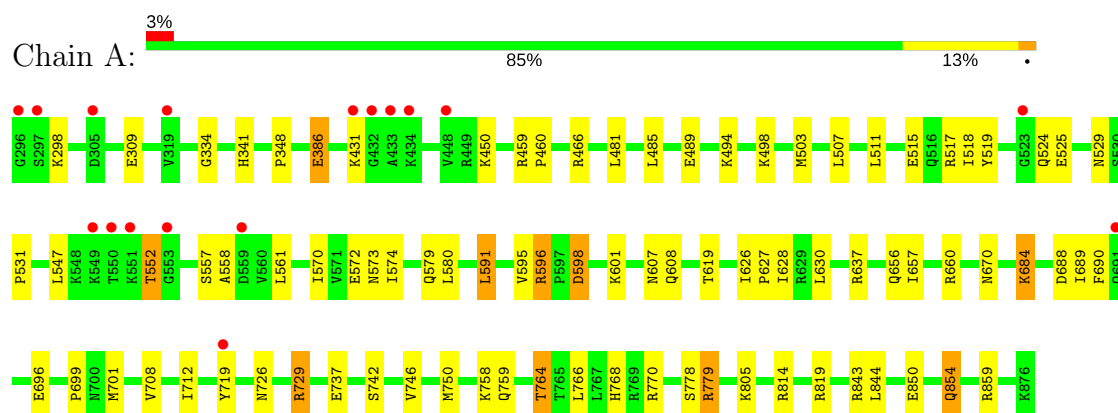 3%
Chain A:
85% 13% •
G296 S297 K298 D305 E309 V319 G334 H341 P348 E386 K431 G432 A433 K434 V448 R449 K450 E459 P460 R466 L481 L485 E489 K494 K498 M503 L507 L511 E515 Q516 R517 I518 Y519 G523 Q524 E525 N529
P531 L547 K548 K549 T550 K551 T552 G553 S557 A558 D559 V560 L561 I570 V571 E572 N573 I574 Q579 L580 L591 V595 R596 P597 D598 K601 N607 Q608 T619 I626 P627 I628 R629 L630 R637 Q656 I657 R660 N670 K684 D688 I689 F690
E696 P699 N700 M701 V708 I712 Y719 N726 R729 E737 S742 V746 M750 K758 Q759 T764 T765 L766 L767 H768 R769 R770 S778 R779 K805 R814 R819 R843 L844 E850 Q854 R859 K876